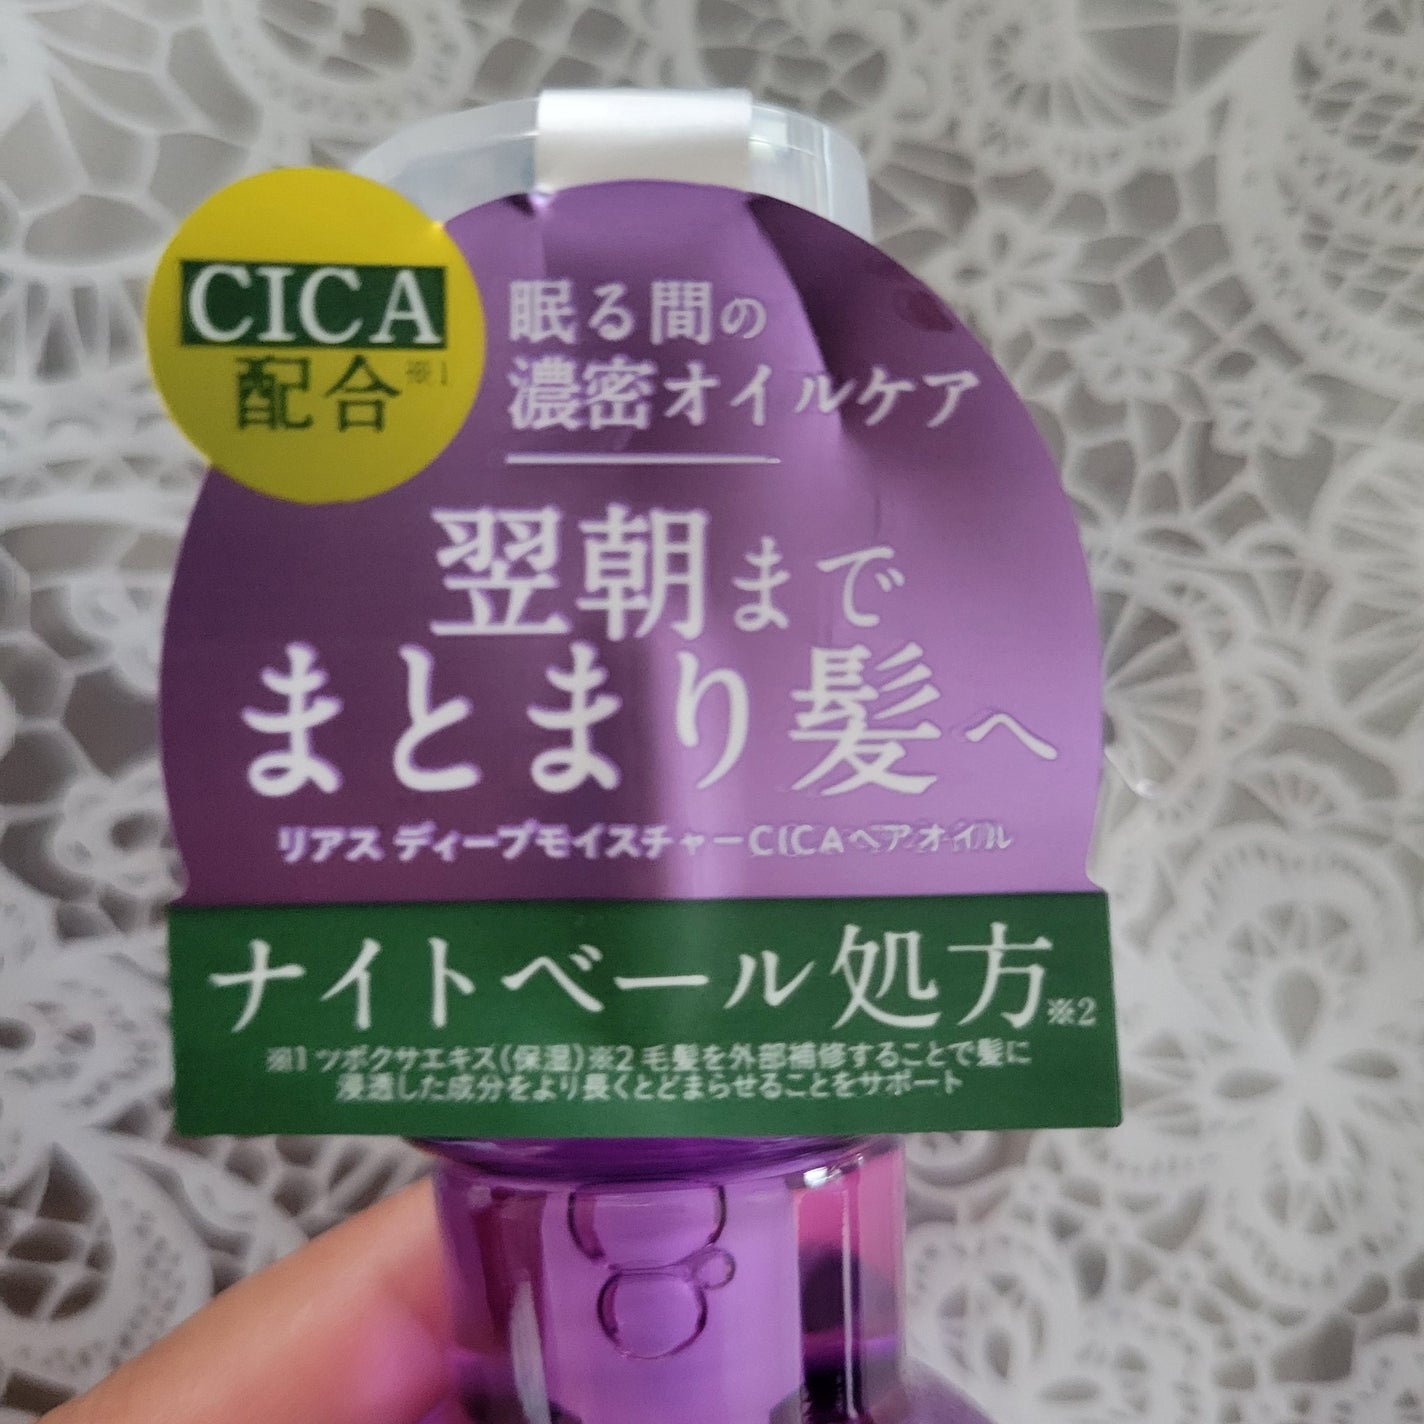 CICA
配合※1
眠る間の
濃密オイルケア
翌朝まで
まとまり髪へ
リアス ディープモイスチャーCICAヘアオイル
ナイトベール処方※2
※1 ツボクサエキス(保湿)※2 毛髪を外部補修することで髪に
浸透した成分をより長くとどまらせることをサポート